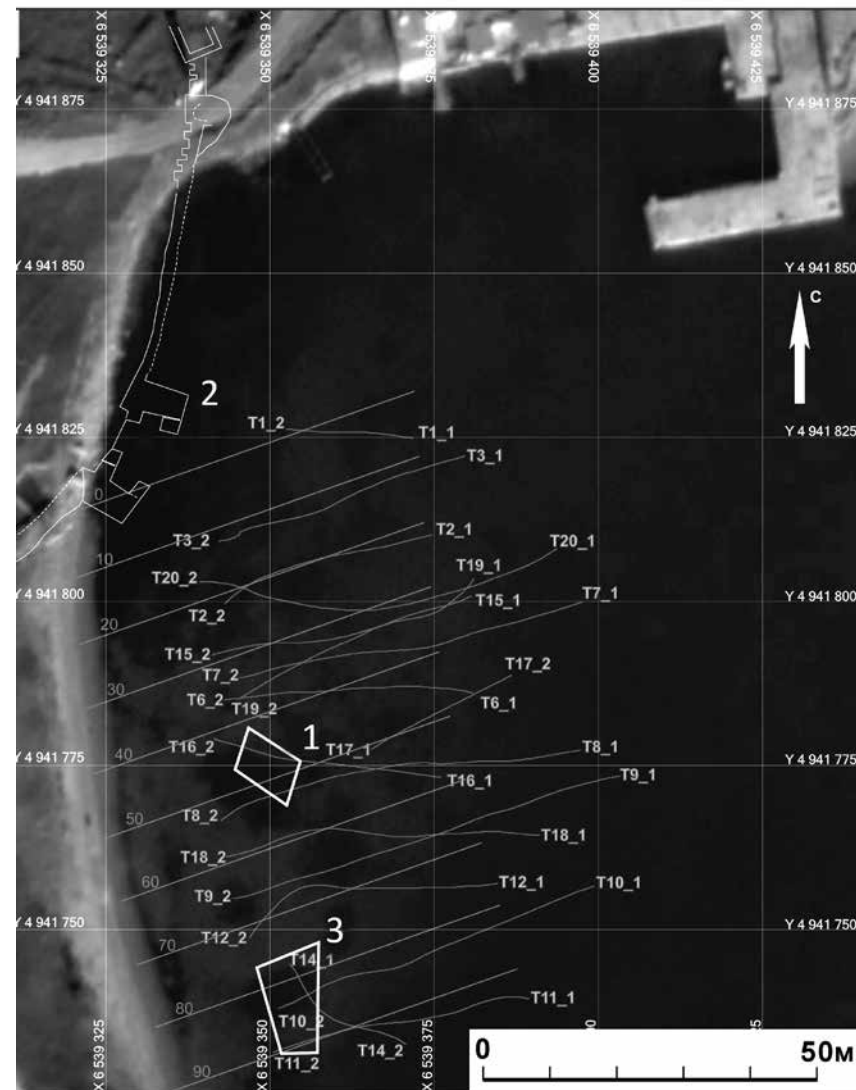 X 6 539 325
X 6 539 350
X 6 539 400
X 6 539 425
Y 4 941 875
Y 4 941 875
Y 4 941 850
Y 4 941 850
С
2
Y 4 941 825
Y 4 941 825
T1_2
T1_1
T3_1
0
T3_2
T2_1
T20_1
10
T20_2
T19_1
T15_1
T7_1
Y 4 941 800
Y 4 941 800
T2_2
20
T15_2
T7_2
T17_2
30
T6_2
T19_2
T6_1
T16_2
1
T17_1
T8_1
Y 4 941 775
Y 4 941 775
40
T16_1
T9_1
T8_2
50
T18_1
T18_2
T12_1
T10_1
60
T9_2
Y 4 941 750
Y 4 941 750
T12_2
3
70
T14_1
80
T11_1
T10_2
X 6 539 325
X 6 539 350
X 6 539 375
T14_2
T11_2
90
0
50м